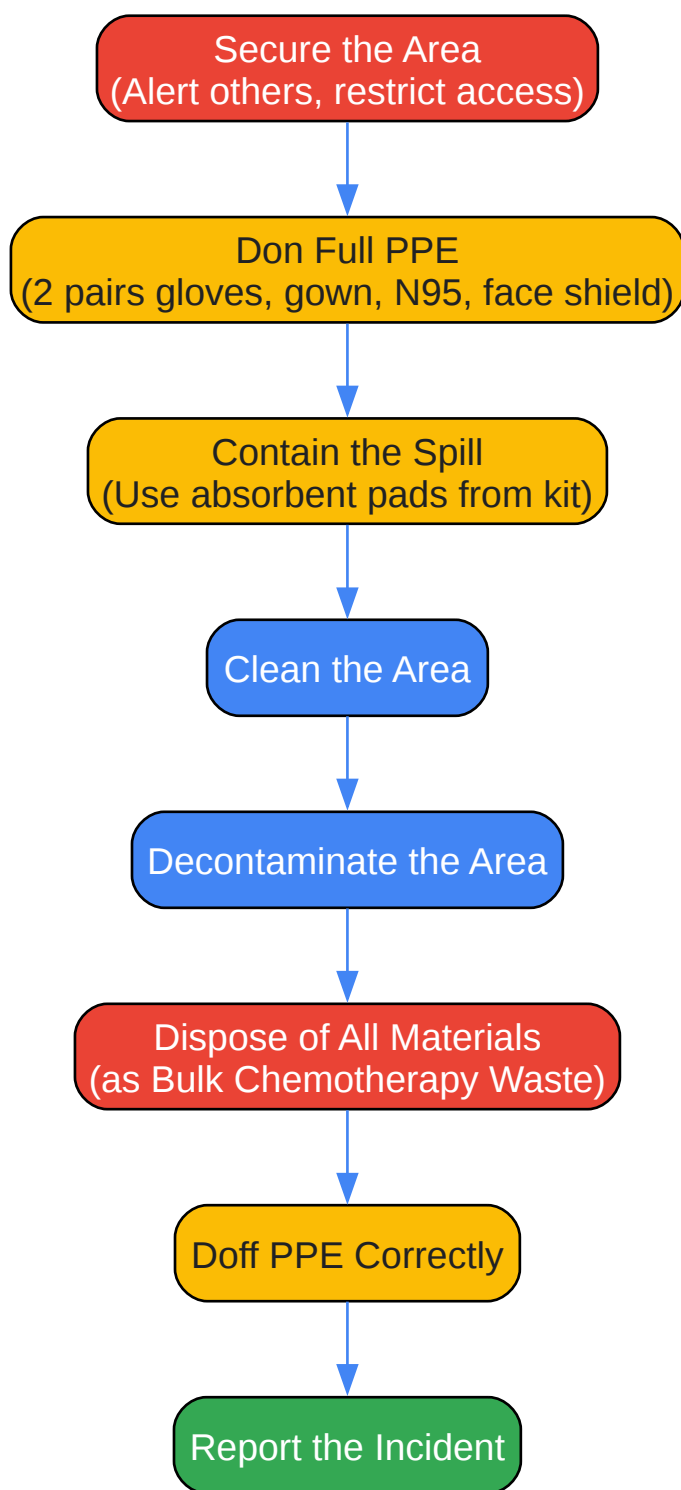 Secure the Area
(Alert others, restrict access)
Don Full PPE
(2 pairs gloves, gown, N95, face shield)
Contain the Spill
(Use absorbent pads from kit)
Clean the Area
Decontaminate the Area
Dispose of All Materials
(as Bulk Chemotherapy Waste)
Doff PPE Correctly
Report the Incident